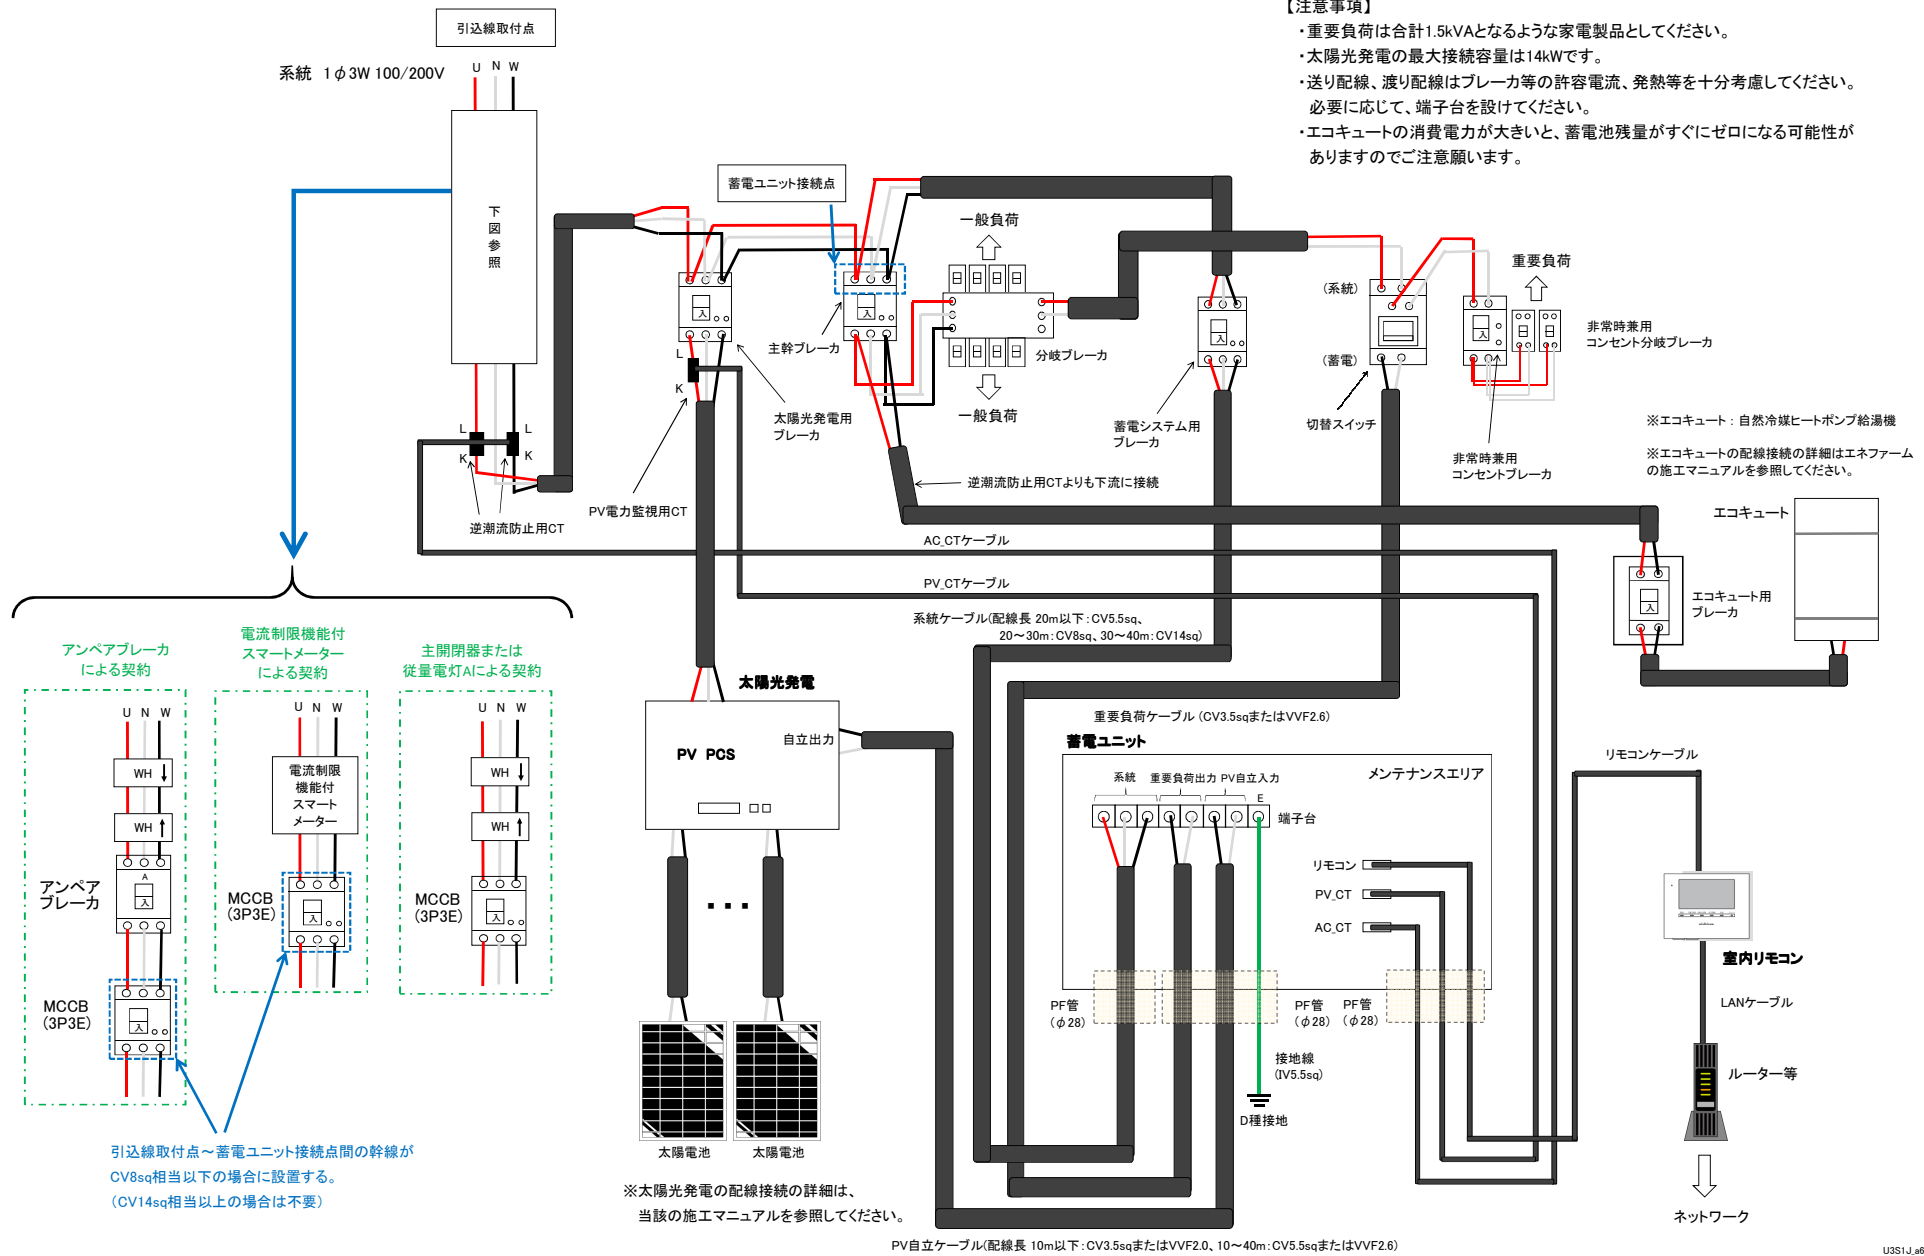 【注意事項】
・重要負荷は合計1.5kVAとなるような家電製品としてください。
・太陽光発電の最大接続容量は14kWです。
・送り配線、渡り配線はブレーカ等の許容電流、発熱等を十分考慮してください。
必要に応じて、端子台を設けてください。
・エコキュートの消費電力が大きいと、蓄電池残量がすぐにゼロになる可能性が
ありますのでご注意願います。
引込線取付点
系統 1φ3W 100/200V
U N W
下
図
参
照
蓄電ユニット接続点
一般負荷
一般負荷
主幹ブレーカ
分岐ブレーカ
入
入
入
入
L
K
太陽光発電用
ブレーカ
PV電力監視用CT
L
K
L
K
逆潮流防止用CT
逆潮流防止用CTよりも下流に接続
蓄電システム用
ブレーカ
(系統)
(蓄電)
切替スイッチ
重要負荷
非常時兼用
コンセント分岐ブレーカ
非常時兼用
コンセントブレーカ
※エコキュート：自然冷媒ヒートポンプ給湯機
※エコキュートの配線接続の詳細はエネファーム
の施工マニュアルを参照してください。
エコキュート
入
エコキュート用
ブレーカ
AC_CTケーブル
PV_CTケーブル
系統ケーブル(配線長 20m以下：CV5.5sq、
20～30m：CV8sq、30～40m：CV14sq)
重要負荷ケーブル (CV3.5sqまたはVVF2.6)
アンペアブレーカ
による契約
U N W
WH
WH
A
入
アンペア
ブレーカ
MCCB
(3P3E)
入
電流制限機能付
スマートメーター
による契約
U N W
電流制限
機能付
スマート
メーター
MCCB
(3P3E)
入
主開閉器または
従量電灯Aによる契約
U N W
WH
WH
MCCB
(3P3E)
入
引込線取付点～蓄電ユニット接続点間の幹線が
CV8sq相当以下の場合に設置する。
(CV14sq相当以上の場合は不要)
太陽光発電
PV PCS
自立出力
・・・
太陽電池
太陽電池
※太陽光発電の配線接続の詳細は、
当該の施工マニュアルを参照してください。
蓄電ユニット
メンテナンスエリア
系統 重要負荷出力 PV自立入力
E
端子台
リモコン
PV_CT
AC_CT
PF管
(φ28)
PF管
(φ28)
PF管
(φ28)
接地線
(IV5.5sq)
D種接地
リモコンケーブル
室内リモコン
LANケーブル
ルーター等
ネットワーク
PV自立ケーブル(配線長 10m以下：CV3.5sqまたはVVF2.0、10～40m：CV5.5sqまたはVVF2.6)
U3S1J_a6